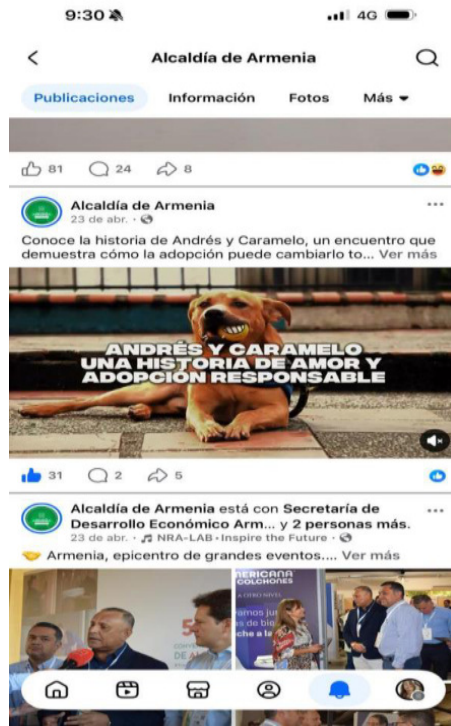 9:30
4G
Alcaldía de Armenia
Publicaciones Información Fotos Más
81 24 8
Alcaldía de Armenia
23 de abr. ·
Conoce la historia de Andrés y Caramelo, un encuentro que
demuestra cómo la adopción puede cambiarlo to... Ver más
ANDRÉS Y CARAMELO
UNA HISTORIA DE AMOR Y
ADOPCIÓN RESPONSABLE
31 2 5
Alcaldía de Armenia está con Secretaría de
Desarrollo Económico Arm... y 2 personas más.
23 de abr. · NRA-LAB · Inspire the Future ·
Armenia, epicentro de grandes eventos.... Ver más
MERICANA
COLCHONES
A OTRO NIVEL